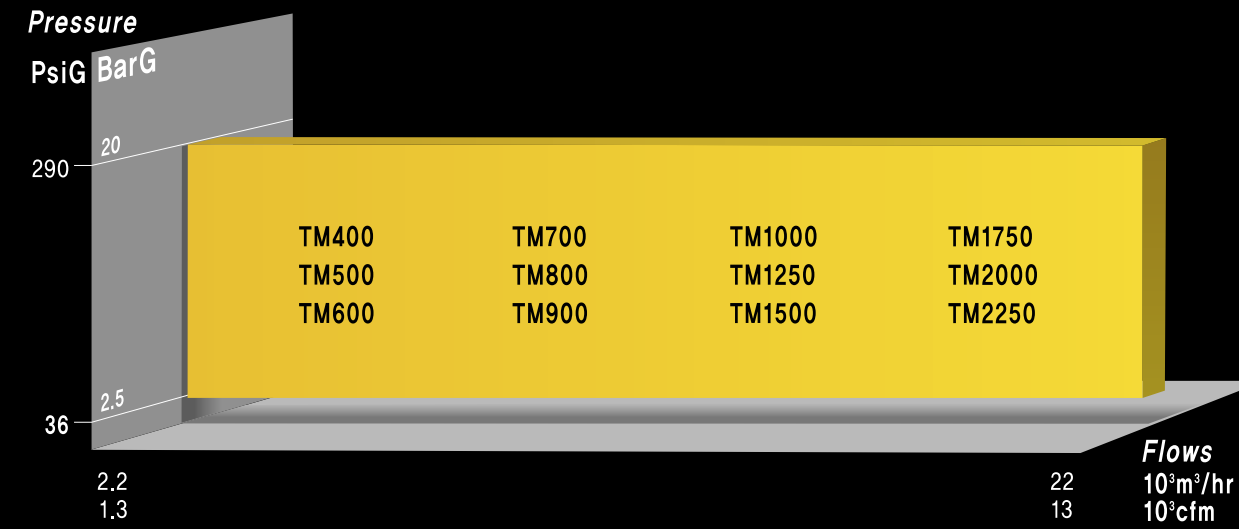 Pressure
PsiG BarG
20
290
TM400 TM700 TM1000 TM1750
TM500 TM800 TM1250 TM2000
TM600 TM900 TM1500 TM2250
2.5
36
Flows
2.2 22 10³m³/hr
1.3 13 10³cfm